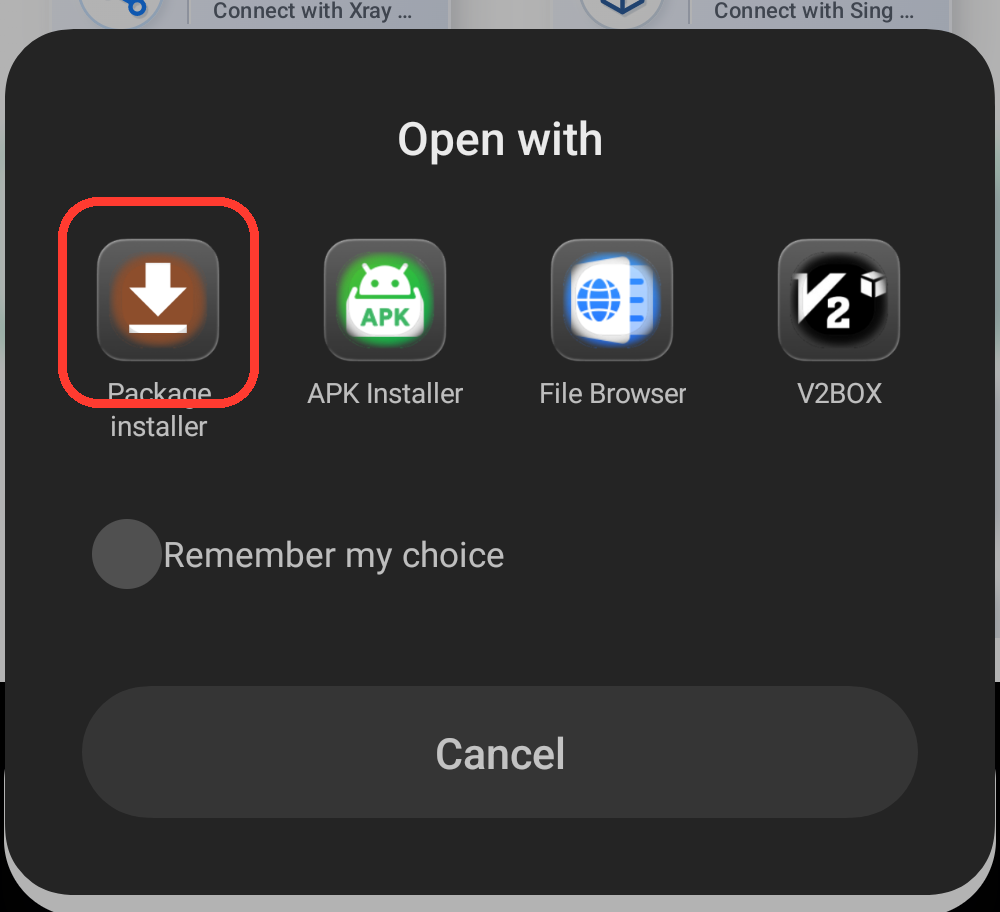 Connect with Xray ...
Connect with Sing ...
Open with
APK
V2
Package installer
APK Installer
File Browser
V2BOX
Remember my choice
Cancel